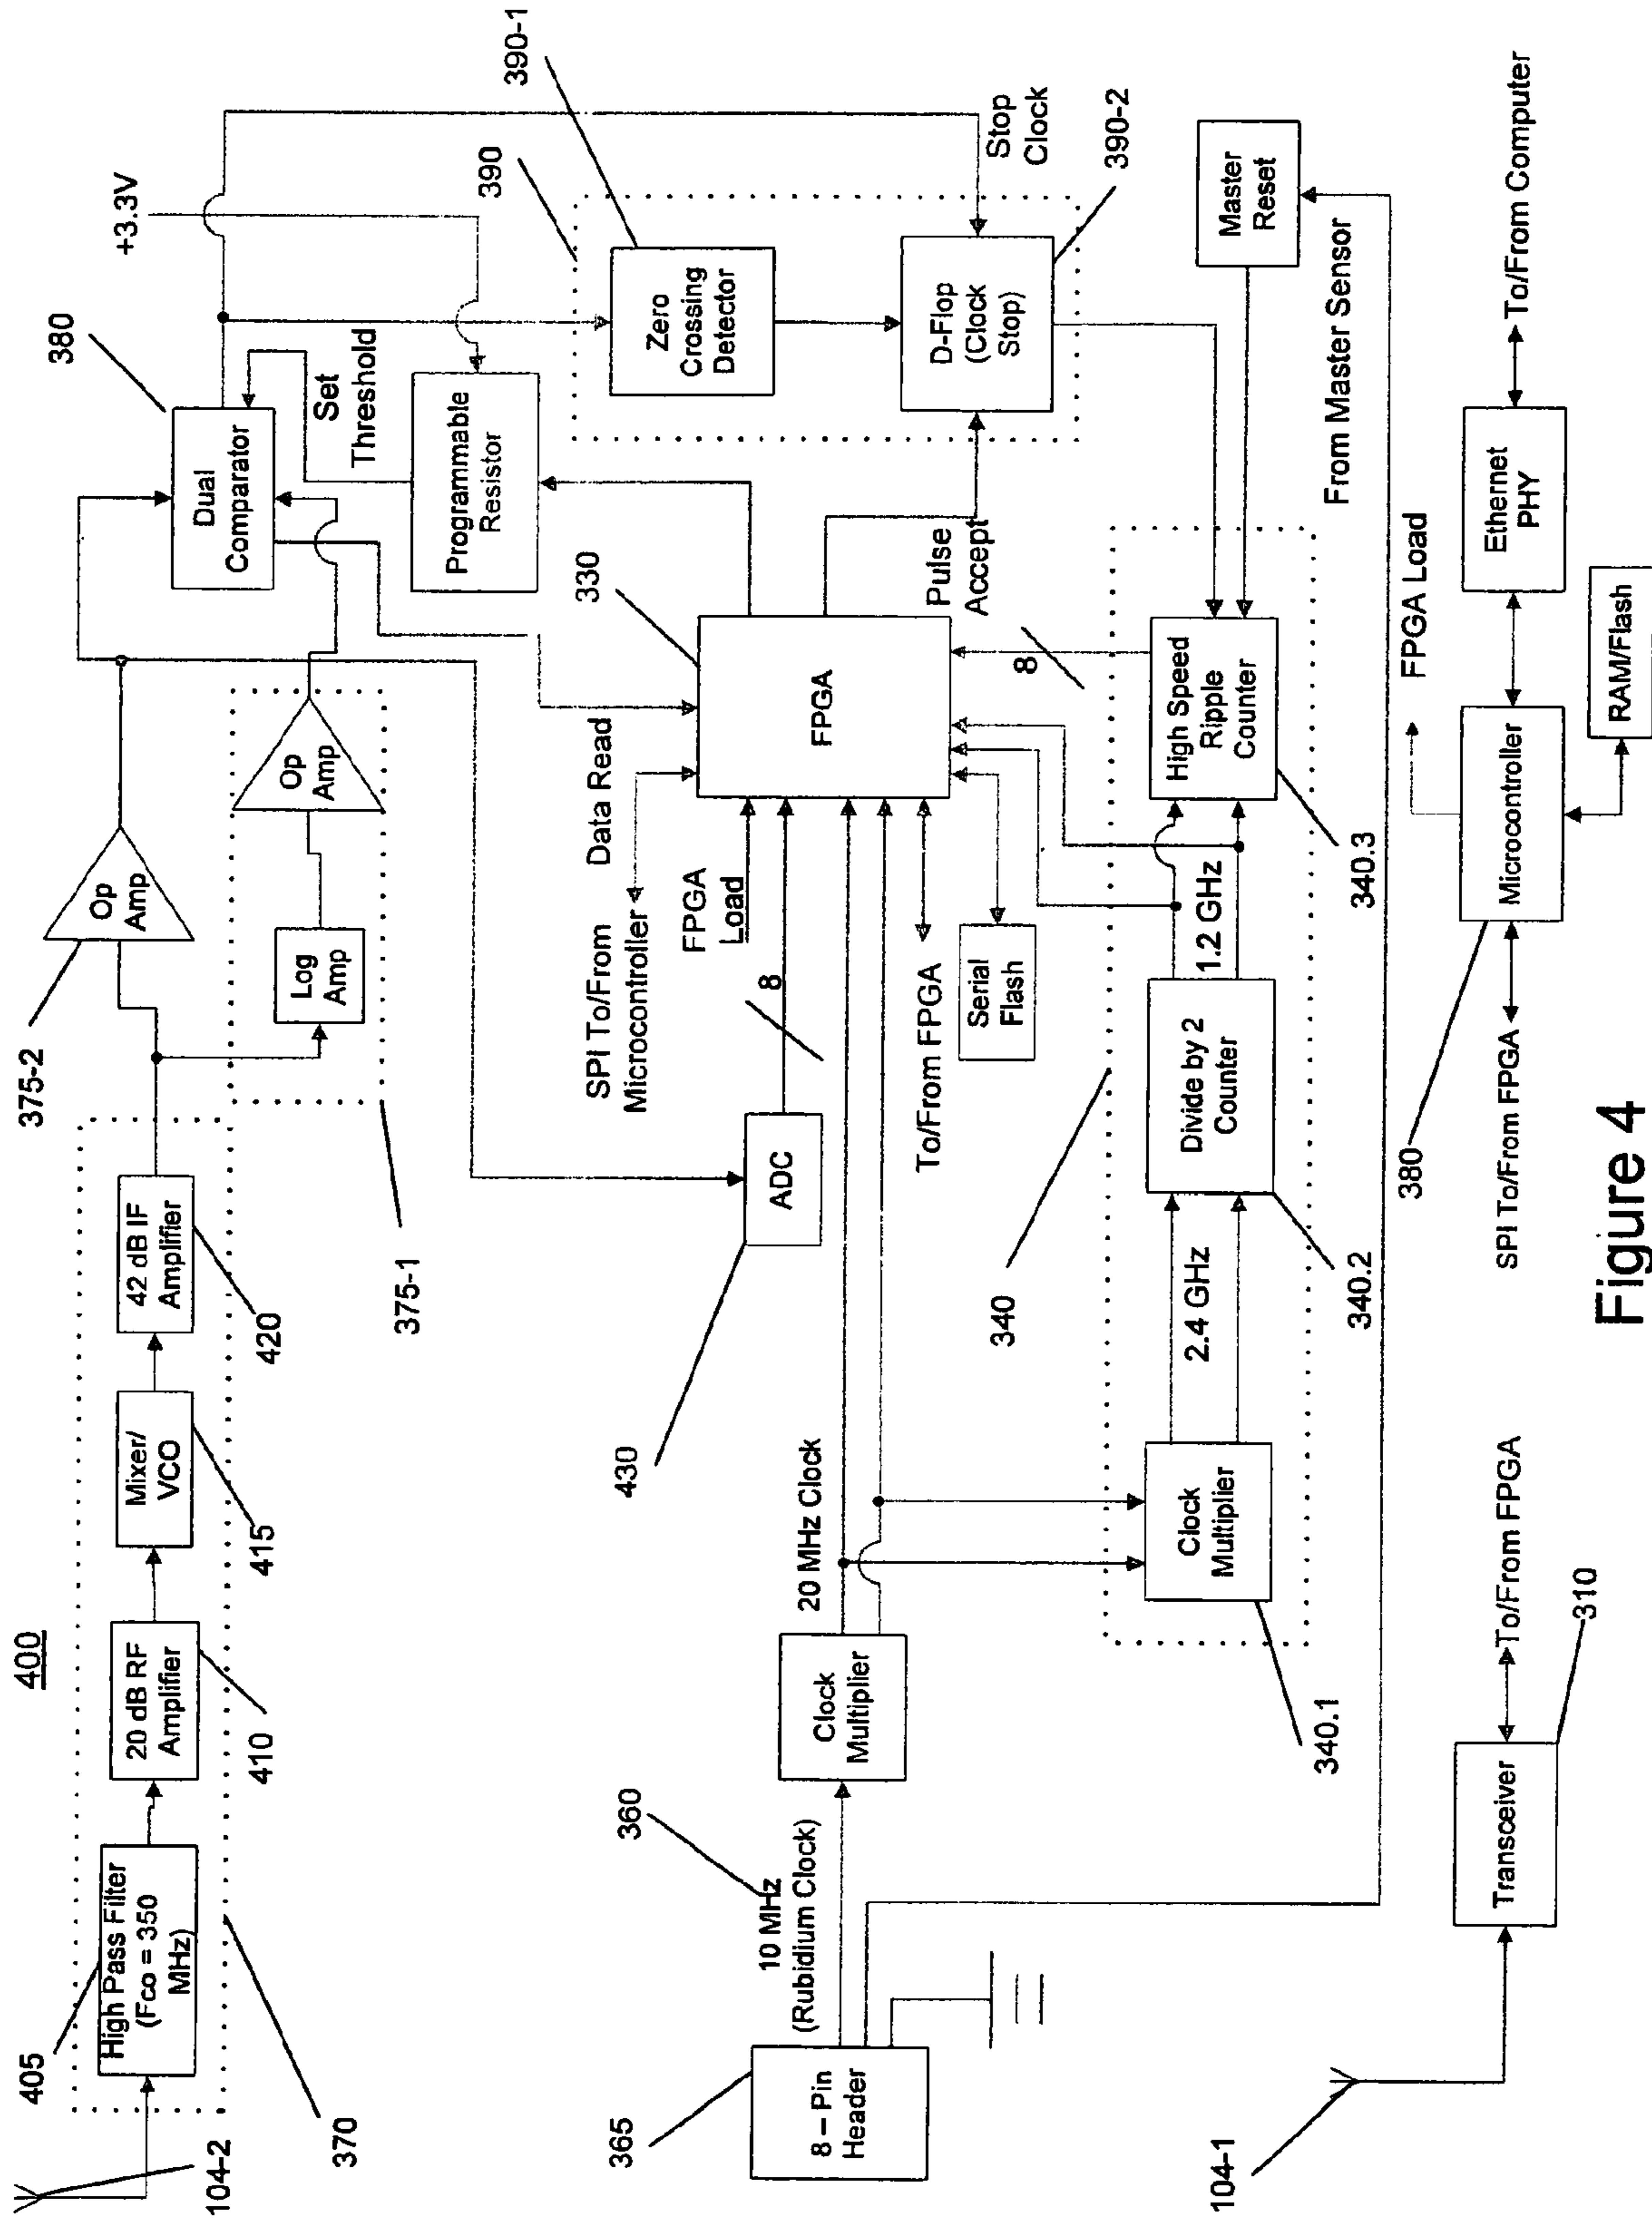 400
405
High Pass Filter
(Fco = 350
MHz)
20 dB RF
Amplifier
410
Mixer/
VCO
415
42 dB IF
Amplifier
420
104-2
370
375-2
Op
Amp
Log
Amp
Op
Amp
375-1
380
Dual
Comparator
+3.3V
Set
Threshold
Programmable
Resistor
390
390-1
Zero
Crossing
Detector
D-Flop
(Clock
Stop)
Stop
Clock
390-2
Pulse
Accept
330
FPGA
SPI To/From
Microcontroller
Data Read
FPGA
Load
8
430
ADC
To/From FPGA
Serial
Flash
8
365
8 – Pin
Header
360
10 MHz
(Rubidium Clock)
Clock
Multiplier
20 MHz Clock
340
Clock
Multiplier
340.1
2.4 GHz
Divide by 2
Counter
340.2
1.2 GHz
High Speed
Ripple
Counter
340.3
Master
Reset
From Master Sensor
104-1
Transceiver
310
To/From FPGA
SPI To/From FPGA
380
Microcontroller
FPGA Load
RAM/Flash
Ethernet
PHY
To/From Computer
Figure 4